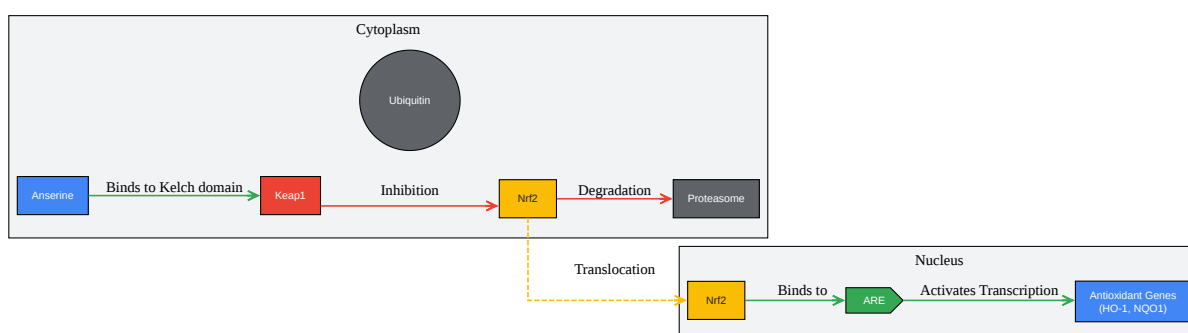 Cytoplasm
Ubiquitin
Anserine
Binds to Kelch domain
Keap1
Inhibition
Nrf2
Degradation
Proteasome
Translocation
Nucleus
Nrf2
Binds to
ARE
Activates Transcription
Antioxidant Genes
(HO-1, NQO1)